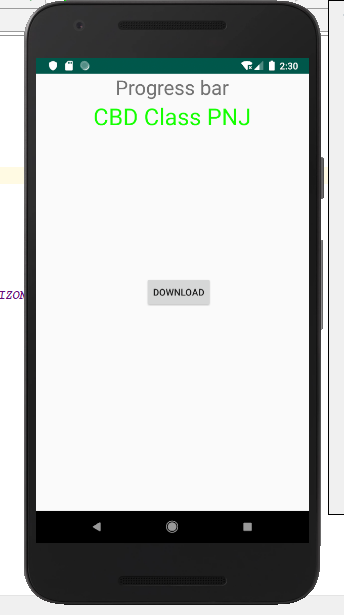 2:30
Progress bar
CBD Class PNJ
IZON
DOWNLOAD